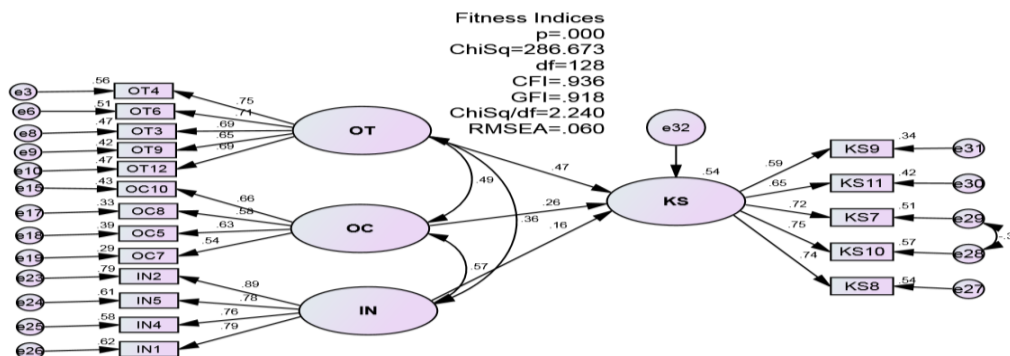 Fitness Indices
p=.000
ChiSq=286.673
df=128
CFI=.936
GFI=.918
ChiSq/df=2.240
RMSEA=.060
e3 .56 OT4 .75
e6 .51 OT6 .71
e8 .47 OT3 .69
e9 .42 OT9 .65
e10 .47 OT12 .69
OT
e15 .43 OC10 .66
e17 .33 OC8 .58
e18 .39 OC5 .63
e19 .29 OC7 .54
OC
e23 .79 IN2 .89
e24 .61 IN5 .78
e25 .58 IN4 .76
e26 .62 IN1 .79
IN
.49
.36
.57
.47
.26
.16
e32
.54
KS
.59 KS9 .34 e31
.65 KS11 .42 e30
.72 KS7 .51 e29
.75 KS10 .57 e28
.74 KS8 .54 e27